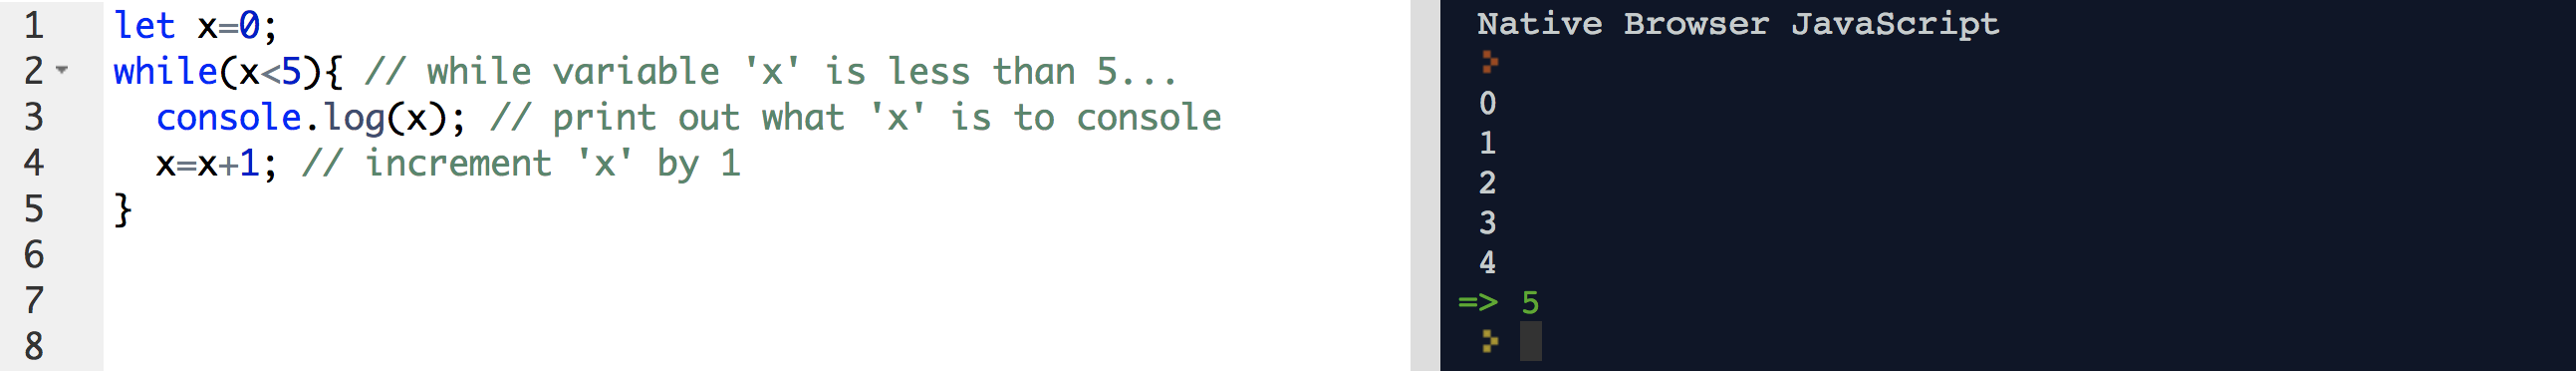 1 let x=0;
2 while(x<5){ // while variable 'x' is less than 5...
3   console.log(x); // print out what 'x' is to console
4   x=x+1; // increment 'x' by 1
5 }
6
7
8
Native Browser JavaScript
0
1
2
3
4
=> 5